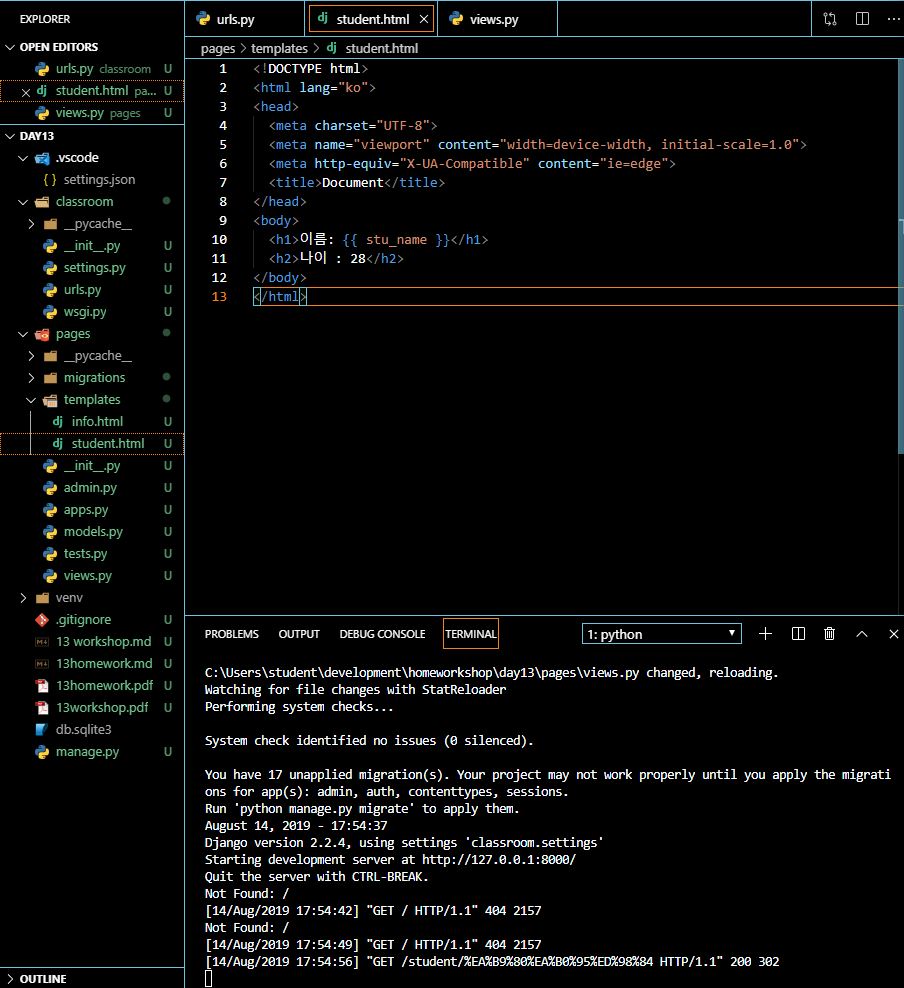 EXPLORER
OPEN EDITORS
urls.py classroom U
student.html pa... U
views.py pages U
DAY13
.vscode
{ } settings.json
classroom
__pycache__
__init__.py U
settings.py U
urls.py U
wsgi.py U
pages
__pycache__
migrations
templates
dj info.html U
dj student.html U
__init__.py U
admin.py U
apps.py U
models.py U
tests.py U
views.py U
venv
.gitignore U
13 workshop.md U
13homework.md U
13homework.pdf U
13workshop.pdf U
db.sqlite3
manage.py U
OUTLINE
urls.py
dj student.html
views.py
pages > templates > dj student.html
1 <!DOCTYPE html>
2 <html lang="ko">
3 <head>
4 <meta charset="UTF-8">
5 <meta name="viewport" content="width=device-width, initial-scale=1.0">
6 <meta http-equiv="X-UA-Compatible" content="ie=edge">
7 <title>Document</title>
8 </head>
9 <body>
10 <h1>이름: {{ stu_name }}</h1>
11 <h2>나이 : 28</h2>
12 </body>
13 </html>
PROBLEMS OUTPUT DEBUG CONSOLE TERMINAL 1: python
C:\Users\student\development\homeworkshop\day13\pages\views.py changed, reloading.
Watching for file changes with StatReloader
Performing system checks...
System check identified no issues (0 silenced).
You have 17 unapplied migration(s). Your project may not work properly until you apply the migrati
ons for app(s): admin, auth, contenttypes, sessions.
Run 'python manage.py migrate' to apply them.
August 14, 2019 - 17:54:37
Django version 2.2.4, using settings 'classroom.settings'
Starting development server at http://127.0.0.1:8000/
Quit the server with CTRL-BREAK.
Not Found: /
[14/Aug/2019 17:54:42] "GET / HTTP/1.1" 404 2157
Not Found: /
[14/Aug/2019 17:54:49] "GET / HTTP/1.1" 404 2157
[14/Aug/2019 17:54:56] "GET /student/%EA%B9%80%EA%B0%95%ED%98%84 HTTP/1.1" 200 302